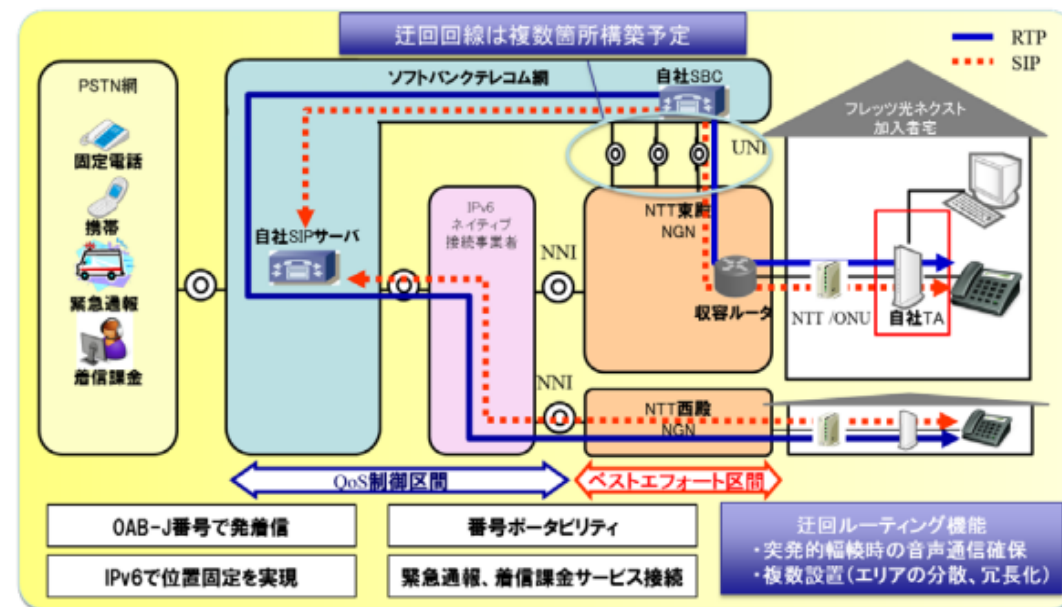 迂回回線は複数箇所構築予定
RTP
SIP
PSTN網
固定電話
携帯
緊急通報
着信課金
ソフトバンクテレコム網
自社SBC
自社SIPサーバ
UNI
IPv6
ネイティブ
接続事業者
NNI
NTT東殿
NGN
収容ルータ
フレッツ光ネクスト
加入者宅
NTT /ONU
自社TA
NNI
NTT西殿
NGN
QoS制御区間
ベストエフォート区間
OAB-J番号で発着信
番号ポータビリティ
IPv6で位置固定を実現
緊急通報、着信課金サービス接続
迂回ルーティング機能
・突発的輻輳時の音声通信確保
・複数設置(エリアの分散、冗長化)